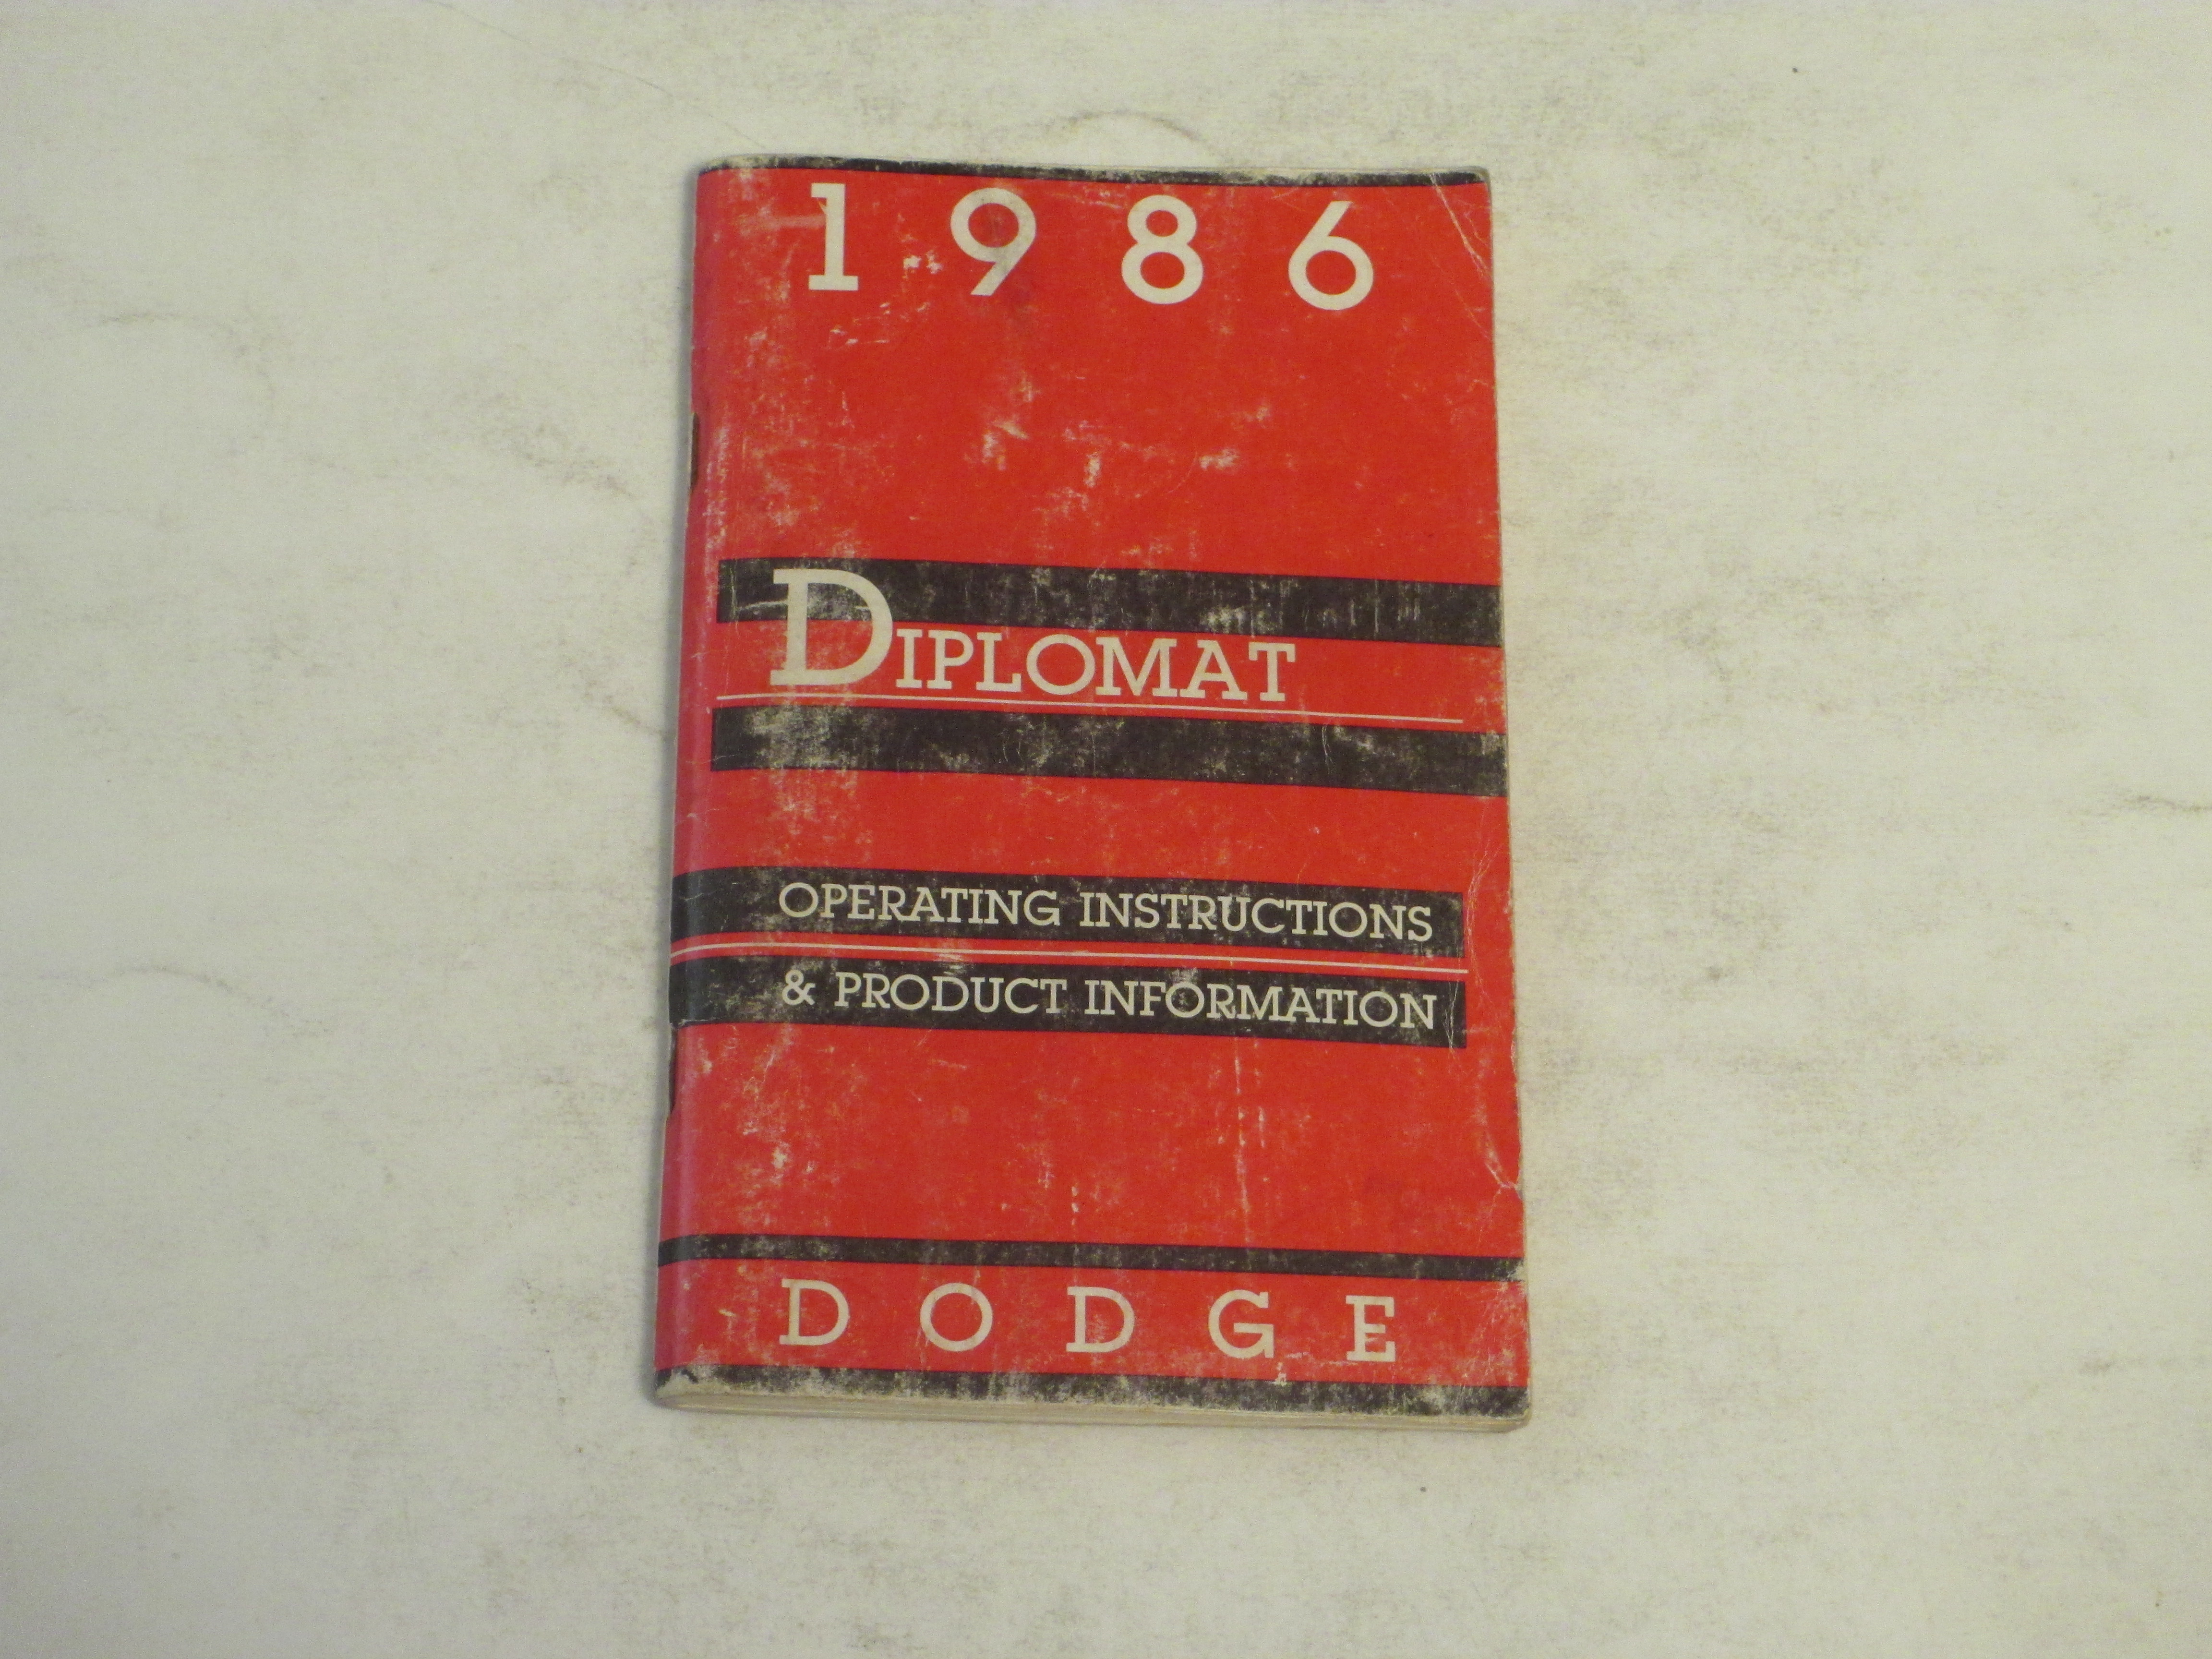 1986
DIPLOMAT
OPERATING INSTRUCTIONS
& PRODUCT INFORMATION
DODGE